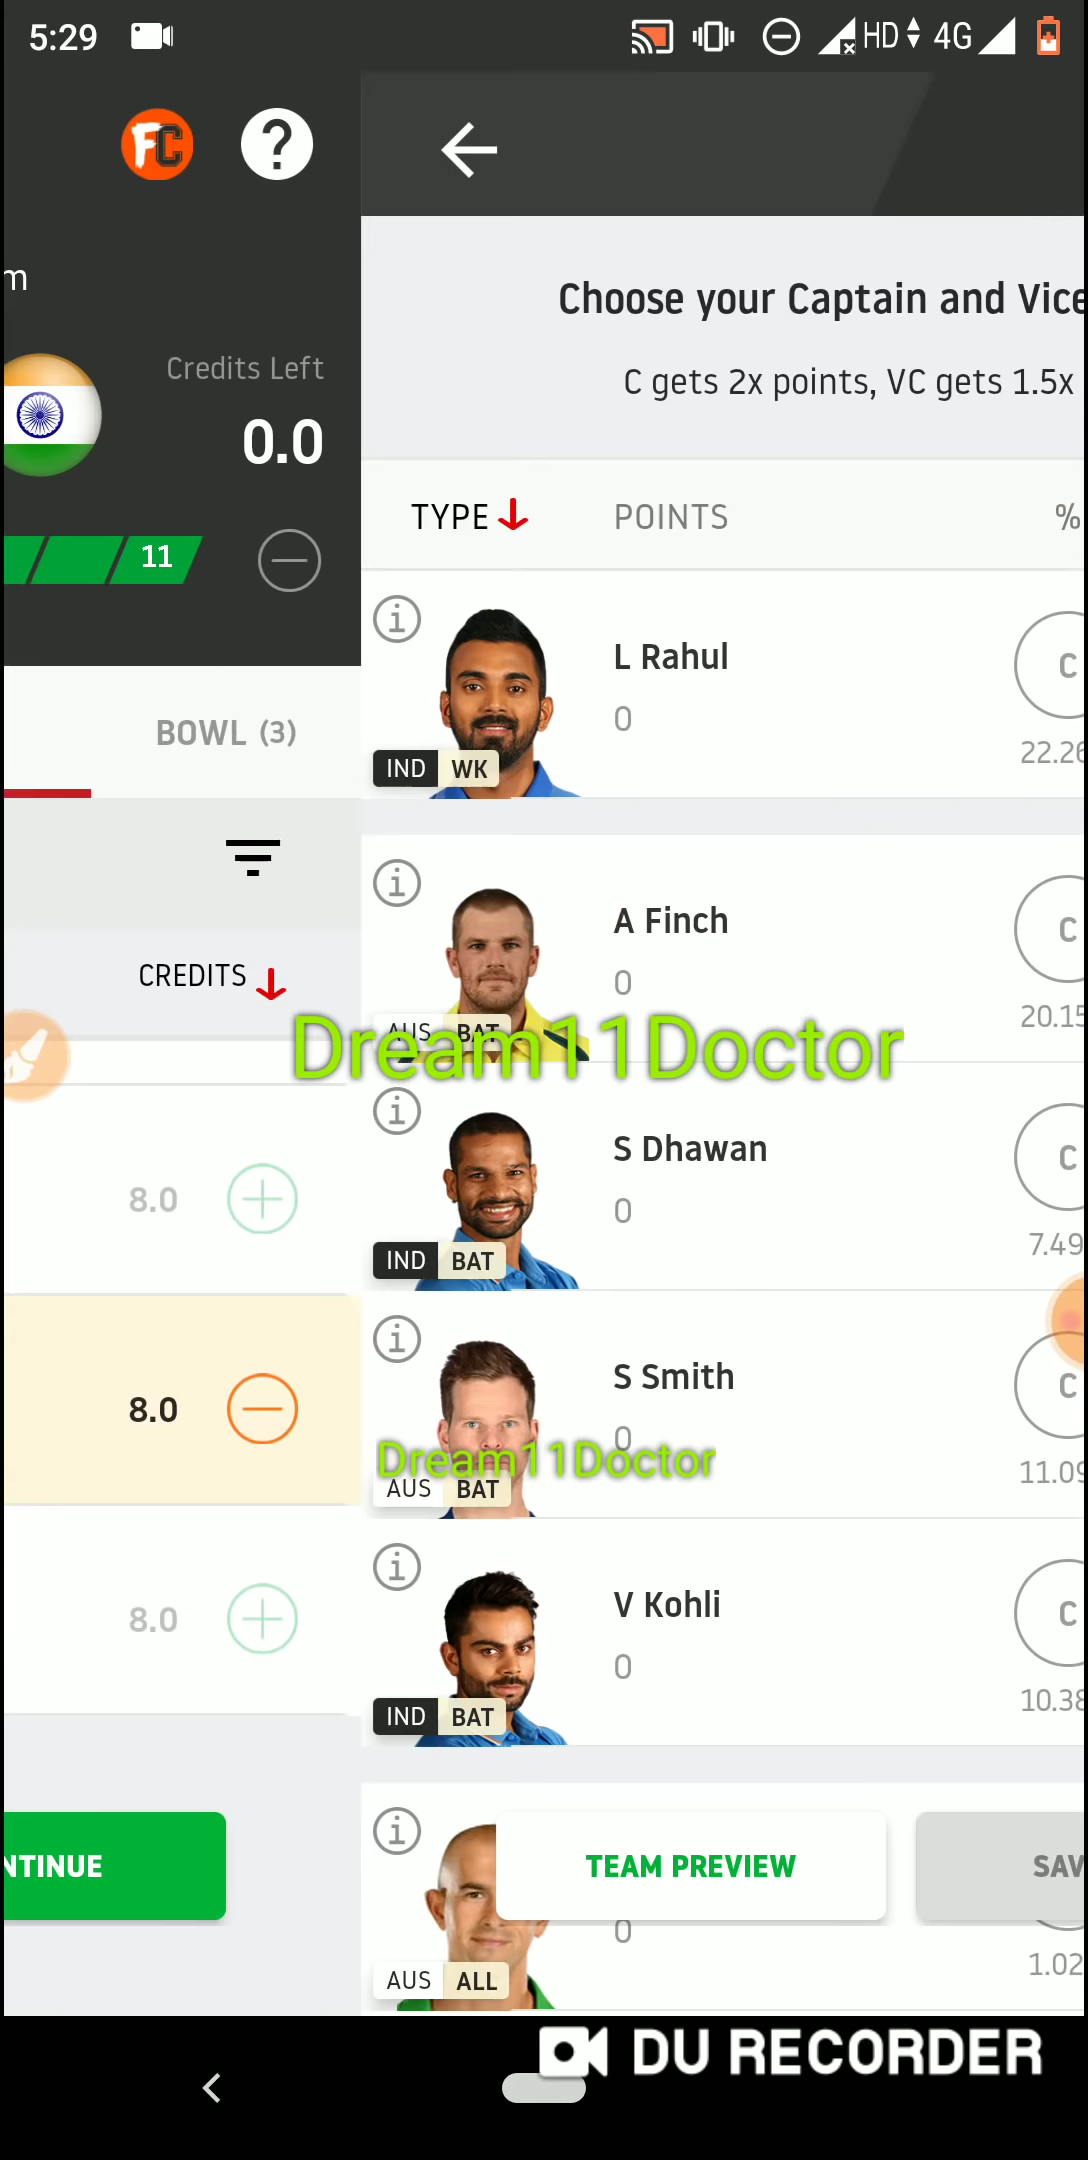 5:29
HD 4G
FC ?
m
Credits Left
0.0
11
BOWL (3)
CREDITS
8.0
8.0
8.0
NTINUE
Choose your Captain and Vice
C gets 2x points, VC gets 1.5x
TYPE POINTS %
i
L Rahul
0
C
22.26
IND WK
i
A Finch
0
C
20.15
AUS BAT
Dream11Doctor
i
S Dhawan
0
C
7.49
IND BAT
i
S Smith
0
C
11.09
Dream11Doctor
AUS BAT
i
V Kohli
0
C
10.38
IND BAT
i
TEAM PREVIEW
SAV
0
1.02
AUS ALL
DU RECORDER